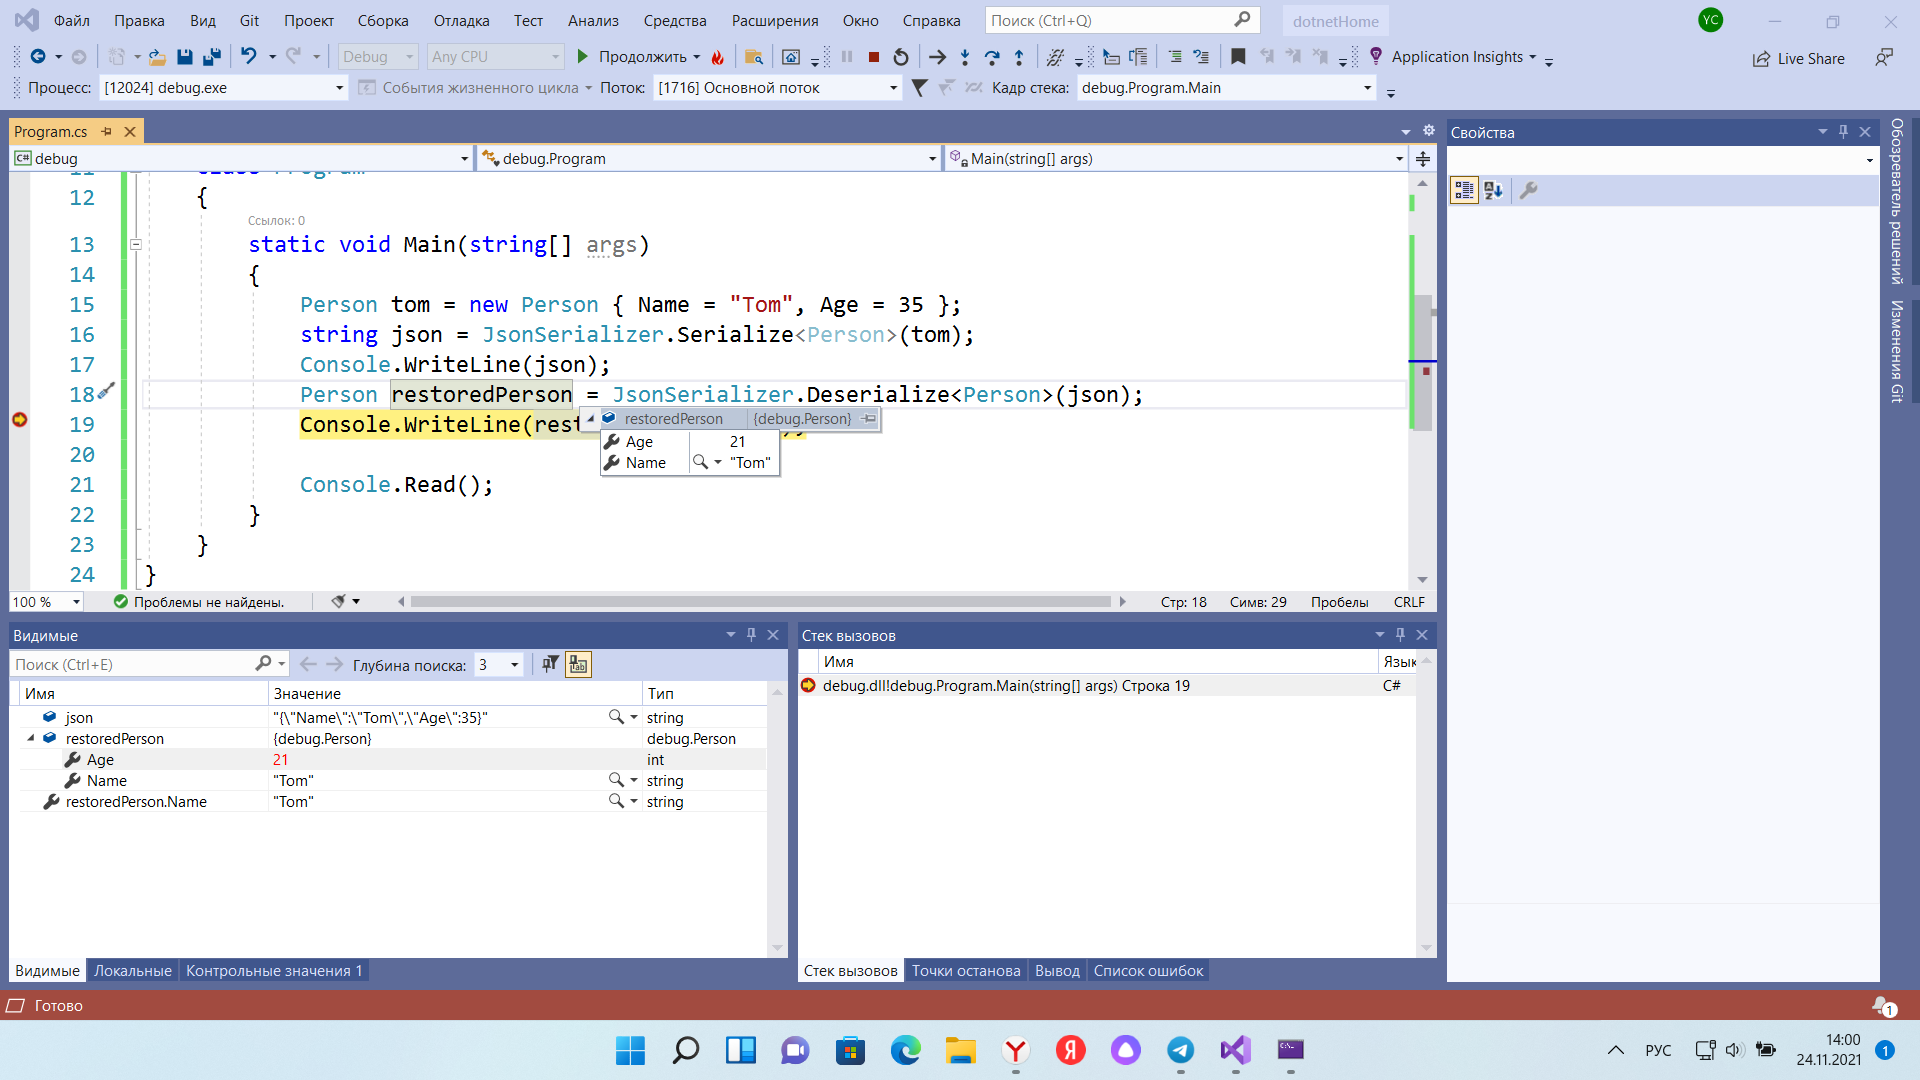 Файл Правка Вид Git Проект Сборка Отладка Тест Анализ Средства Расширения Окно Справка Поиск (Ctrl+Q) dotnetHome YC
Debug Any CPU Продолжить Application Insights Live Share
Процесс: [12024] debug.exe События жизненного цикла Поток: [1716] Основной поток Кадр стека: debug.Program.Main
Program.cs
C# debug debug.Program Main(string[] args)
11 class Program
12 {
Ссылок: 0
13 static void Main(string[] args)
14 {
15 Person tom = new Person { Name = "Tom", Age = 35 };
16 string json = JsonSerializer.Serialize<Person>(tom);
17 Console.WriteLine(json);
18 Person restoredPerson = JsonSerializer.Deserialize<Person>(json);
19 Console.WriteLine(rest
restoredPerson {debug.Person}
Age 21
Name "Tom"
20
21 Console.Read();
22 }
23 }
24 }
100 % Проблемы не найдены. Стр: 18 Симв: 29 Пробелы CRLF
Свойства
Обозреватель решений
Изменения Git
Видимые
Поиск (Ctrl+E) Глубина поиска: 3
Имя Значение Тип
json "{\"Name\":\"Tom\",\"Age\":35}" string
restoredPerson {debug.Person} debug.Person
Age 21 int
Name "Tom" string
restoredPerson.Name "Tom" string
Видимые Локальные Контрольные значения 1
Стек вызовов
Имя Язык
debug.dll!debug.Program.Main(string[] args) Строка 19 C#
Стек вызовов Точки останова Вывод Список ошибок
Готово 1
РУС 14:00
24.11.2021 1